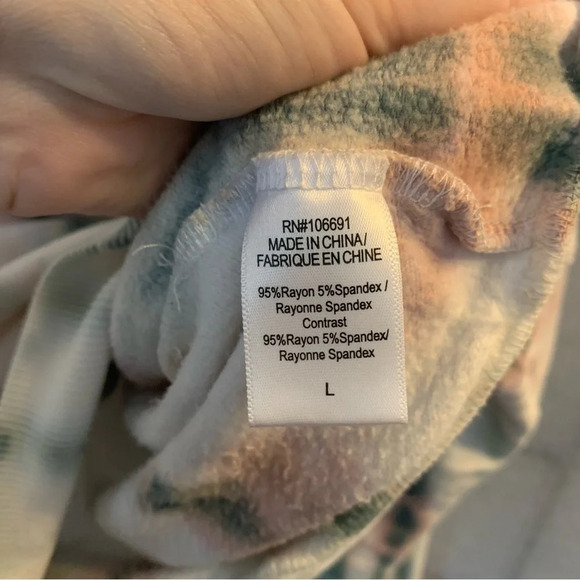 RN#106691
MADE IN CHINA/
FABRIQUE EN CHINE
95%Rayon 5%Spandex /
Rayonne Spandex
Contrast
95%Rayon 5%Spandex/
Rayonne Spandex
L